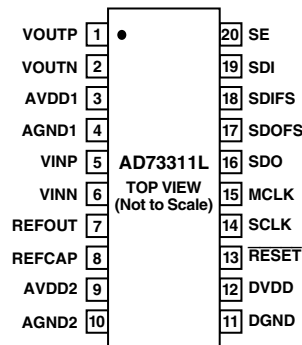 VOUTP 1 20 SE
VOUTN 2 19 SDI
AVDD1 3 18 SDIFS
AGND1 4 17 SDOFS
VINP 5 AD73311L 16 SDO
VINN 6 TOP VIEW 15 MCLK
(Not to Scale)
REFOUT 7 14 SCLK
REFCAP 8 13 RESET
AVDD2 9 12 DVDD
AGND2 10 11 DGND